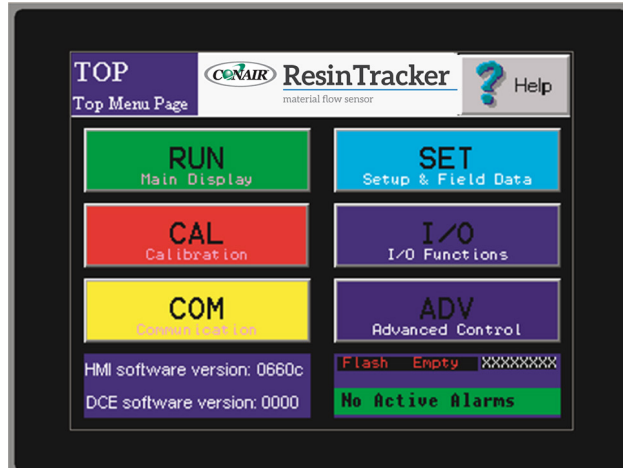 TOP
Top Menu Page
CONAIR ResinTracker
material flow sensor
Help
RUN
Main Display
SET
Setup & Field Data
CAL
Calibration
I/O
I/O Functions
COM
Communication
ADV
Advanced Control
HMI software version: 0660c
DCE software version: 0000
Flash Empty XXXXXXXX
No Active Alarms